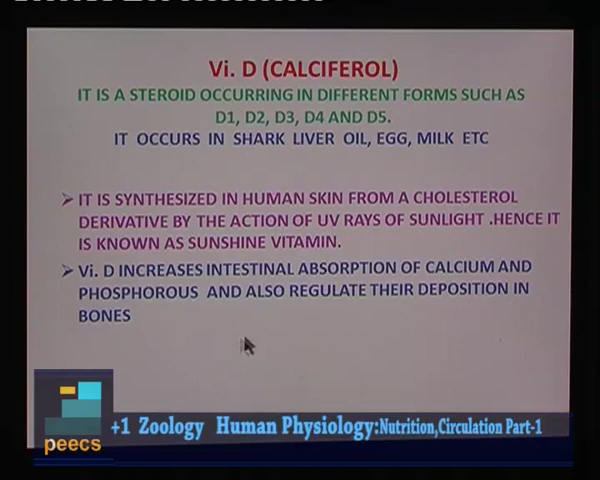 Vi. D (CALCIFEROL)
IT IS A STEROID OCCURRING IN DIFFERENT FORMS SUCH AS
D1, D2, D3, D4 AND D5.
IT OCCURS IN SHARK LIVER OIL, EGG, MILK ETC
➢ IT IS SYNTHESIZED IN HUMAN SKIN FROM A CHOLESTEROL
DERIVATIVE BY THE ACTION OF UV RAYS OF SUNLIGHT .HENCE IT
IS KNOWN AS SUNSHINE VITAMIN.
➢ Vi. D INCREASES INTESTINAL ABSORPTION OF CALCIUM AND
PHOSPHOROUS AND ALSO REGULATE THEIR DEPOSITION IN
BONES
+1 Zoology Human Physiology:Nutrition,Circulation Part-1
peecs